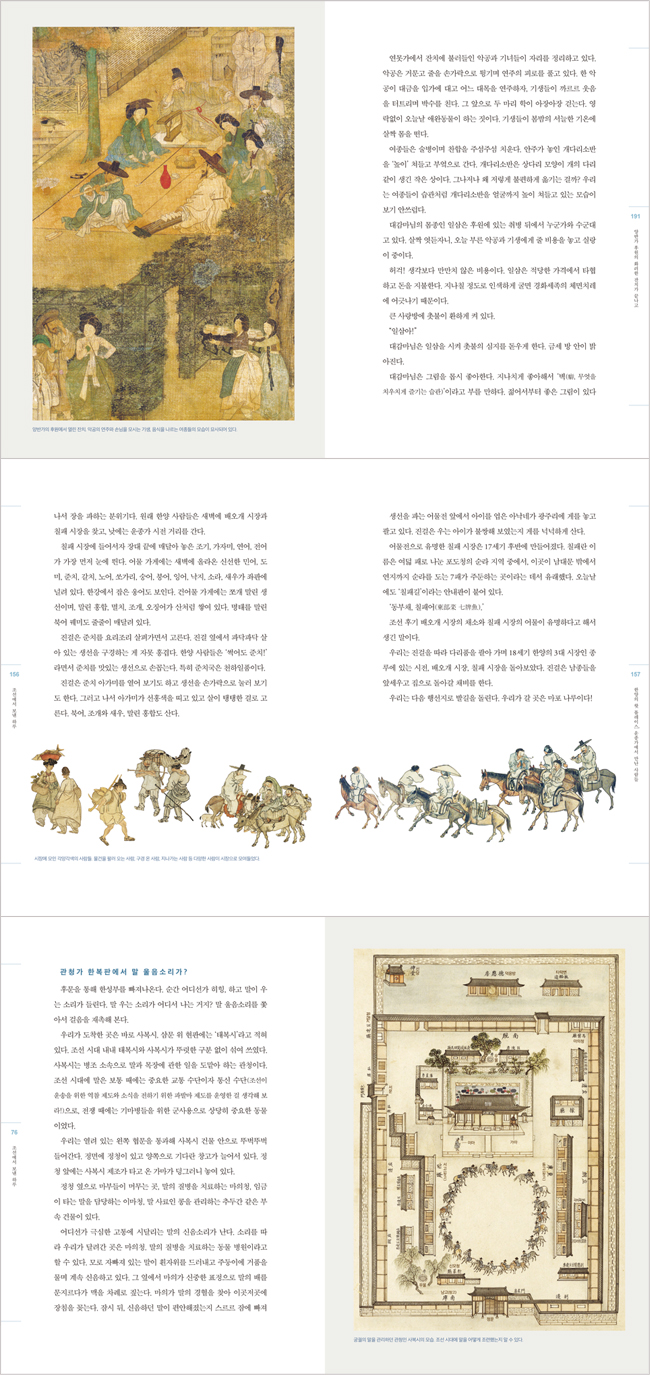 연못가에서 잔치에 불러들인 악공과 기녀들이 자리를 정리하고 있다.
악공은 거문고 줄을 손가락으로 튕기며 연주의 피로를 풀고 있다. 한 악
공이 대금을 입가에 대고 어느 대목을 연주하자, 기생들이 까르르 웃음
을 터트리며 박수를 친다. 그 앞으로 두 마리 학이 아장아장 걷는다. 영
락없이 오늘날 애완동물이 하는 짓이다. 기생들이 봄밤의 서늘한 기온에
살짝 몸을 떤다.
여종들은 술병이며 찬합을 주섬주섬 치운다. 안주가 놓인 개다리소반
을 '높이' 쳐들고 부엌으로 간다. 개다리소반은 상다리 모양이 개의 다리
같이 생긴 작은 상이다. 그나저나 왜 저렇게 불편하게 옮기는 걸까? 우리
는 여종들이 습관처럼 개다리소반을 얼굴까지 높이 쳐들고 있는 모습이
보기 안쓰럽다.
대감마님의 몸종인 일삼은 후원에 있는 취병 뒤에서 누군가와 수군대
고 있다. 살짝 엿듣자니, 오늘 부른 악공과 기생에게 줄 비용을 놓고 실랑
이 중이다.
허걱! 생각보다 만만치 않은 비용이다. 일삼은 적당한 가격에서 타협
하고 돈을 지불한다. 지나칠 정도로 인색하게 굴면 경화세족의 체면치레
에 어긋나기 때문이다.
큰 사랑방에 촛불이 환하게 켜 있다.
"일삼아!"
대감마님은 일삼을 시켜 촛불의 심지를 돋우게 한다. 금세 방 안이 밝
아진다.
대감마님은 그림을 몹시 좋아한다. 지나치게 좋아해서 '벽(癖, 무엇을
치우치게 즐기는 습관)'이라고 부를 만하다. 젊어서부터 좋은 그림이 있다
191
양반가 후원의 화려한 잔치가 끝나고
양반가의 후원에서 열린 잔치. 악공의 연주와 손님을 모시는 기생, 음식을 나르는 여종들의 모습이 묘사되어 있다.
나서 장을 파하는 분위기다. 원래 한양 사람들은 새벽에 배오개 시장과
칠패 시장을 찾고, 낮에는 운종가 시전 거리를 간다.
칠패 시장에 들어서자 장대 끝에 매달아 놓은 조기, 가자미, 연어, 전어
가 가장 먼저 눈에 띈다. 어물 가게에는 새벽에 올라온 신선한 민어, 도
미, 준치, 갈치, 농어, 쏘가리, 숭어, 붕어, 잉어, 낙지, 소라, 새우가 좌판에
널려 있다. 한강에서 잡은 웅어도 보인다. 건어물 가게에는 쪼개 말린 생
선이며, 말린 홍합, 멸치, 조개, 오징어가 산처럼 쌓여 있다. 명태를 말린
북어 꿰미도 줄줄이 매달려 있다.
진걸은 준치를 요리조리 살펴가면서 고른다. 진걸 옆에서 파닥파닥 살
아 있는 생선을 구경하는 게 자못 흥겹다. 한양 사람들은 '썩어도 준치!'
라면서 준치를 맛있는 생선으로 손꼽는다. 특히 준치국은 천하일품이다.
진걸은 준치 아가미를 열어 보기도 하고 생선을 손가락으로 눌러 보기
도 한다. 그러고 나서 아가미가 선홍색을 띠고 있고 살이 탱탱한 걸로 고
른다. 북어, 조개와 새우, 말린 홍합도 산다.
156
조선에서 보낸 하루
시장에 모인 각양각색의 사람들. 물건을 팔러 오는 사람, 구경 온 사람, 지나가는 사람 등 다양한 사람이 시장으로 모여들었다.
생선을 파는 어물전 앞에서 아이를 업은 아낙네가 광주리에 게를 놓고
팔고 있다. 진걸은 우는 아이가 불쌍해 보였는지 게를 넉넉하게 산다.
어물전으로 유명한 칠패 시장은 17세기 후반에 만들어졌다. 칠패란 이
름은 여덟 패로 나눈 포도청의 순라 지역 중에서, 이곳이 남대문 밖에서
연지까지 순라를 도는 7패가 주둔하는 곳이라는 데서 유래했다. 오늘날
에도 '칠패길'이라는 안내판이 붙어 있다.
'동부채, 칠패어(東部菜 七牌魚).'
조선 후기 배오개 시장의 채소와 칠패 시장의 어물이 유명하다고 해서
생긴 말이다.
우리는 진걸을 따라 다리품을 팔아 가며 18세기 한양의 3대 시장인 종
루에 있는 시전, 배오개 시장, 칠패 시장을 돌아보았다. 진걸은 남종들을
앞세우고 집으로 돌아갈 채비를 한다.
우리는 다음 행선지로 발길을 돌린다. 우리가 갈 곳은 마포 나루이다!
157
관청가 한복판에서 말 울음소리가?
후문을 통해 한성부를 빠져나온다. 순간 어디선가 히힝, 하고 말이 우
는 소리가 들린다. 말 우는 소리가 어디서 나는 거지? 말 울음소리를 쫓
아서 걸음을 재촉해 본다.
우리가 도착한 곳은 바로 사복시. 삼문 위 현판에는 '태복시'라고 적혀
있다. 조선 시대 내내 태복시와 사복시가 뚜렷한 구분 없이 섞여 쓰였다.
사복시는 병조 소속으로 말과 목장에 관한 일을 도맡아 하는 관청이다.
조선 시대에 말은 보통 때에는 중요한 교통 수단이자 통신 수단(조선이
운송을 위한 역참 제도와 소식을 전하기 위한 파발마 제도를 운영한 걸 생각해 보
라!)으로, 전쟁 때에는 기마병들을 위한 군사용으로 상당히 중요한 동물
이었다.
우리는 열려 있는 왼쪽 협문을 통과해 사복시 건물 안으로 뚜벅뚜벅
들어간다. 정면에 정청이 있고 양쪽으로 기다란 창고가 늘어서 있다. 정
청 앞에는 사복시 제조가 타고 온 가마가 덩그러니 놓여 있다.
정청 옆으로 마부들이 머무는 곳, 말의 질병을 치료하는 마의청, 임금
이 타는 말을 담당하는 이마청, 말 사료인 꼴을 관리하는 추두간 같은 부
속 건물이 있다.
어디선가 극심한 고통에 시달리는 말의 신음소리가 난다. 소리를 따
라 우리가 달려간 곳은 마의청. 말의 질병을 치료하는 동물 병원이라고
할 수 있다. 모로 자빠져 있는 말이 흰자위를 드러내고 주둥이에 거품을
물며 계속 신음하고 있다. 그 옆에서 마의가 신중한 표정으로 말의 배를
문지르다가 맥을 차례로 짚는다. 마의가 말의 경혈을 찾아 이곳저곳에
장침을 꽂는다. 잠시 뒤, 신음하던 말이 편안해졌는지 스르르 잠에 빠져
76
조선에서 보낸 하루
궁궐의 말을 관리하던 관청인 사복시의 모습. 조선 시대에 말을 어떻게 조련했는지 알 수 있다.